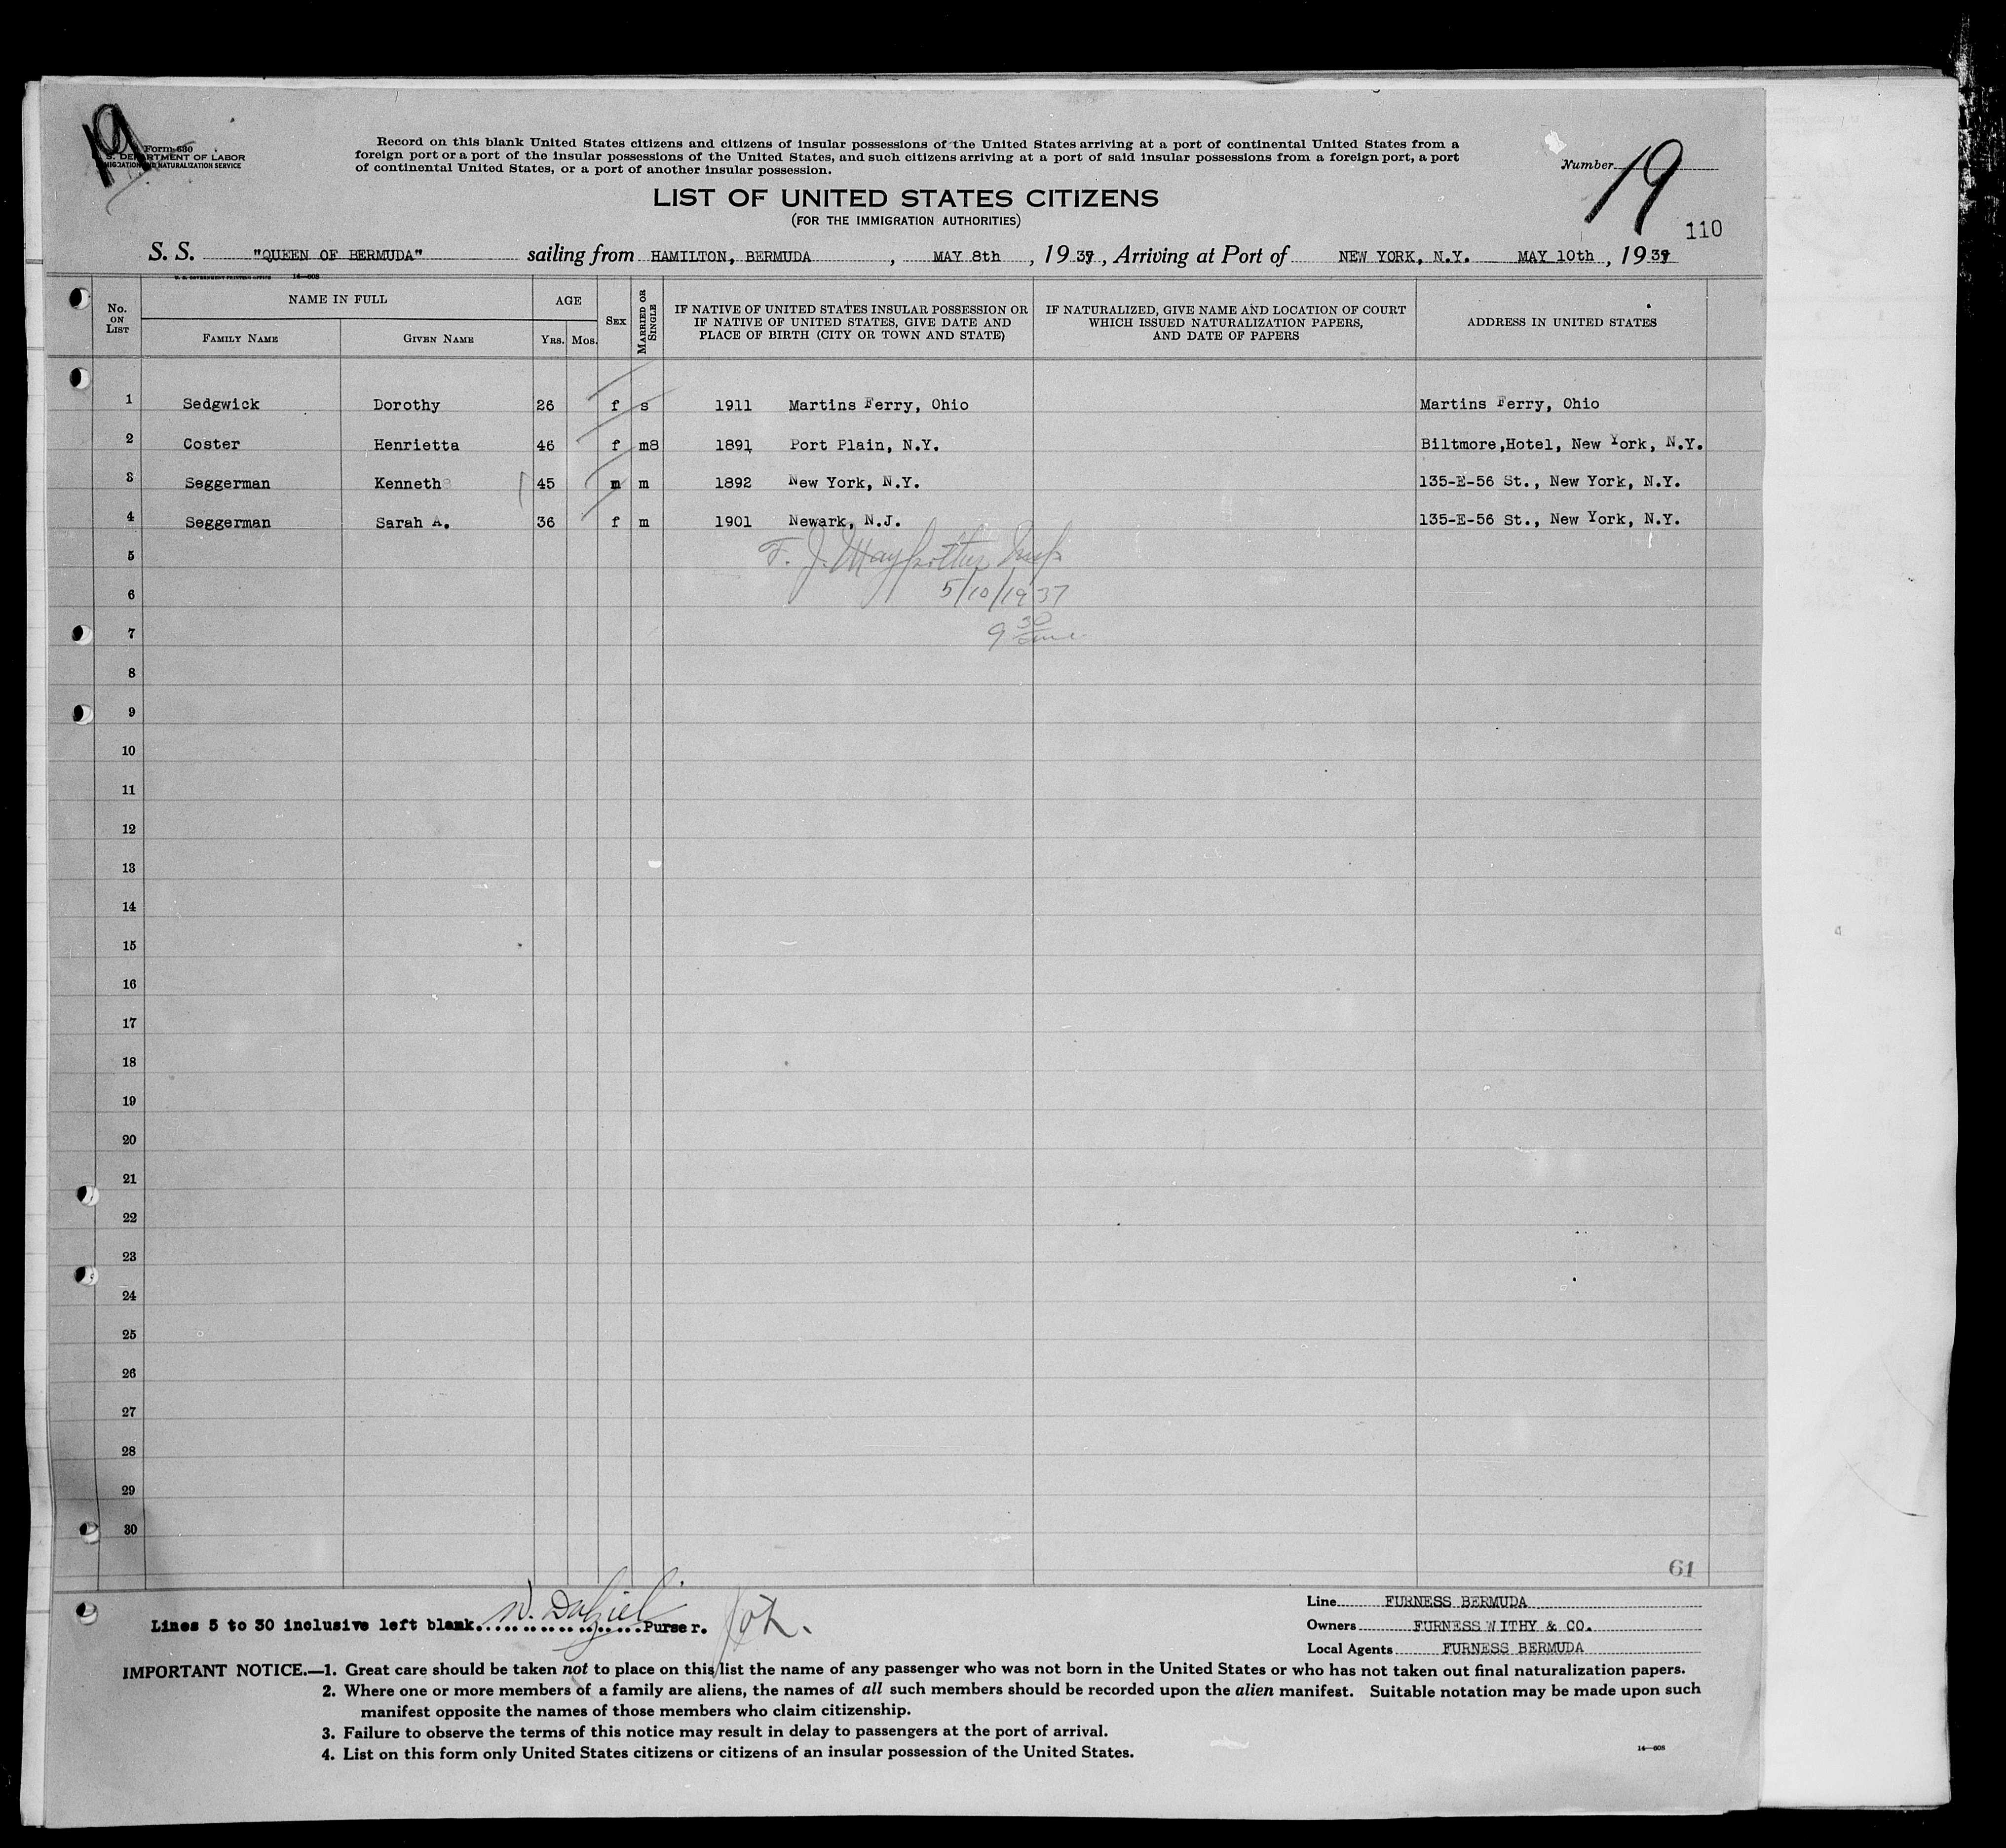 19
Form 630
U. S. DEPARTMENT OF LABOR
IMMIGRATION AND NATURALIZATION SERVICE
Record on this blank United States citizens and citizens of insular possessions of the United States arriving at a port of continental United States from a
foreign port or a port of the insular possessions of the United States, and such citizens arriving at a port of said insular possessions from a foreign port, a port
of continental United States, or a port of another insular possession.
Number 19
LIST OF UNITED STATES CITIZENS
(FOR THE IMMIGRATION AUTHORITIES)
110
S. S. "QUEEN OF BERMUDA" sailing from HAMILTON, BERMUDA, MAY 8th, 1937, Arriving at Port of NEW YORK, N.Y. MAY 10th, 1937
U. S. GOVERNMENT PRINTING OFFICE 14—608
No. ON LIST NAME IN FULL FAMILY NAME GIVEN NAME AGE YRS. MOS. SEX MARRIED OR SINGLE IF NATIVE OF UNITED STATES INSULAR POSSESSION OR IF NATIVE OF UNITED STATES, GIVE DATE AND PLACE OF BIRTH (CITY OR TOWN AND STATE) IF NATURALIZED, GIVE NAME AND LOCATION OF COURT WHICH ISSUED NATURALIZATION PAPERS, AND DATE OF PAPERS ADDRESS IN UNITED STATES
1 Sedgwick Dorothy 26 f s 1911 Martins Ferry, Ohio Martins Ferry, Ohio
2 Coster Henrietta 46 f m8 1891 Port Plain, N.Y. Biltmore,Hotel, New York, N.Y.
3 Seggerman Kenneth 45 m m 1892 New York, N.Y. 135-E-56 St., New York, N.Y.
4 Seggerman Sarah A. 36 f m 1901 Newark, N.J. 135-E-56 St., New York, N.Y.
5 F. J. Insp
6 5/10/1937
7 9 30
8
9
10
11
12
13
14
15
16
17
18
19
20
21
22
23
24
25
26
27
28
29
30
61
Lines 5 to 30 inclusive left blank. W. Dalziel Purser.
Line FURNESS BERMUDA
Owners FURNESS WITHY & CO.
Local Agents FURNESS BERMUDA
IMPORTANT NOTICE.—1. Great care should be taken not to place on this list the name of any passenger who was not born in the United States or who has not taken out final naturalization papers.
2. Where one or more members of a family are aliens, the names of all such members should be recorded upon the alien manifest. Suitable notation may be made upon such
manifest opposite the names of those members who claim citizenship.
3. Failure to observe the terms of this notice may result in delay to passengers at the port of arrival.
4. List on this form only United States citizens or citizens of an insular possession of the United States.
14—608